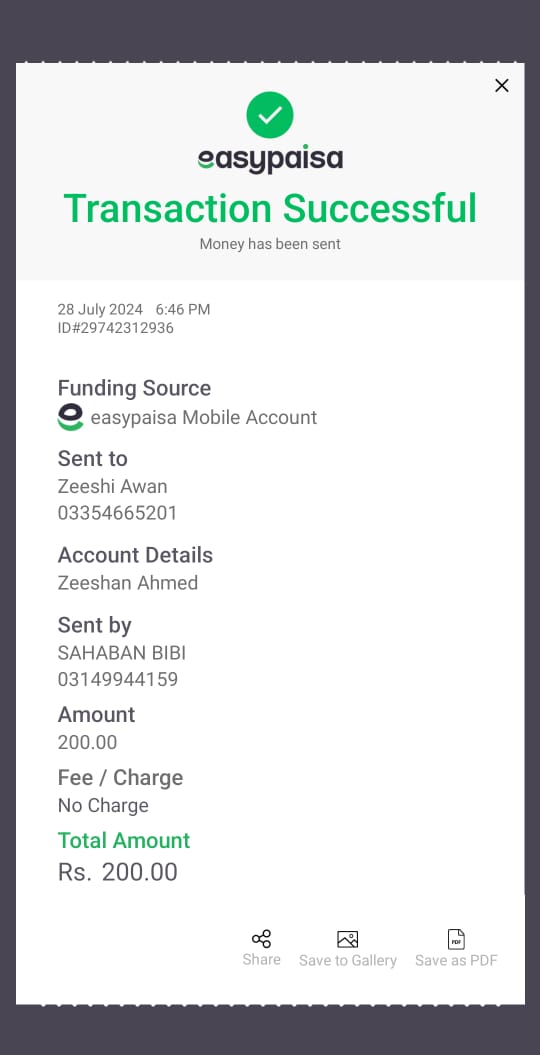 easypaisa
Transaction Successful
Money has been sent
28 July 2024 6:46 PM
ID#29742312936
Funding Source
easypaisa Mobile Account
Sent to
Zeeshi Awan
03354665201
Account Details
Zeeshan Ahmed
Sent by
SAHABAN BIBI
03149944159
Amount
200.00
Fee / Charge
No Charge
Total Amount
Rs. 200.00
PDF
Share
Save to Gallery
Save as PDF